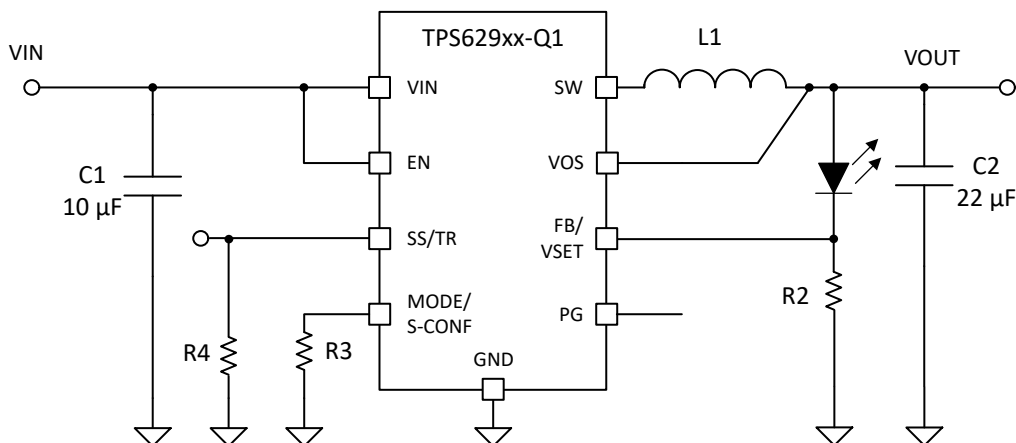 TPS629xx-Q1
VIN
L1
VOUT
VIN
SW
EN
VOS
C1
10 µF
C2
22 µF
SS/TR
FB/
VSET
MODE/
S-CONF
PG
R2
R4
R3
GND